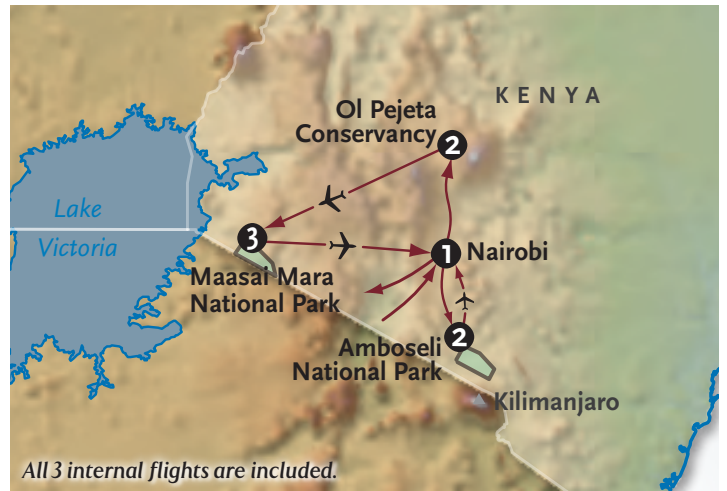 KENYA
Ol Pejeta
Conservancy
2
Lake
Victoria
3
1
Nairobi
Maasai Mara
National Park
2
Amboseli
National Park
Kilimanjaro
All 3 internal flights are included.